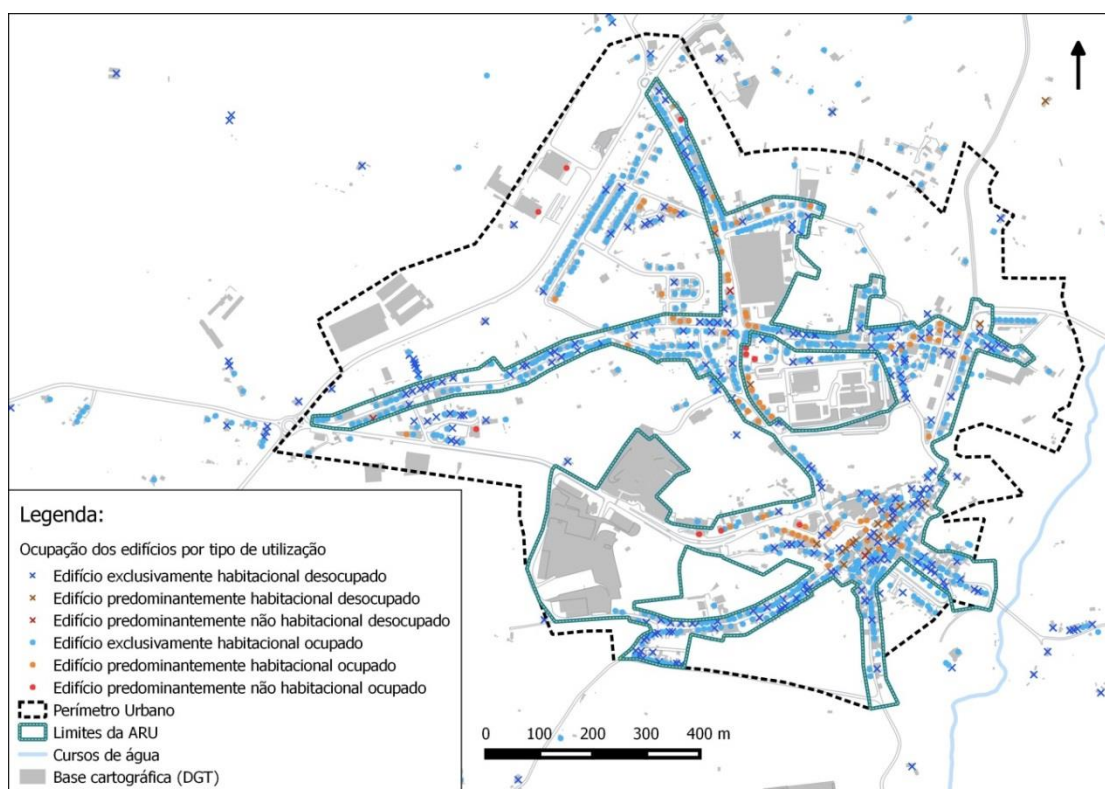 Legenda:
Ocupação dos edifícios por tipo de utilização
Edifício exclusivamente habitacional desocupado
Edifício predominantemente habitacional desocupado
Edifício predominantemente não habitacional desocupado
Edifício exclusivamente habitacional ocupado
Edifício predominantemente habitacional ocupado
Edifício predominantemente não habitacional ocupado
Perímetro Urbano
Limites da ARU
Cursos de água
Base cartográfica (DGT)
0 100 200 300 400 m